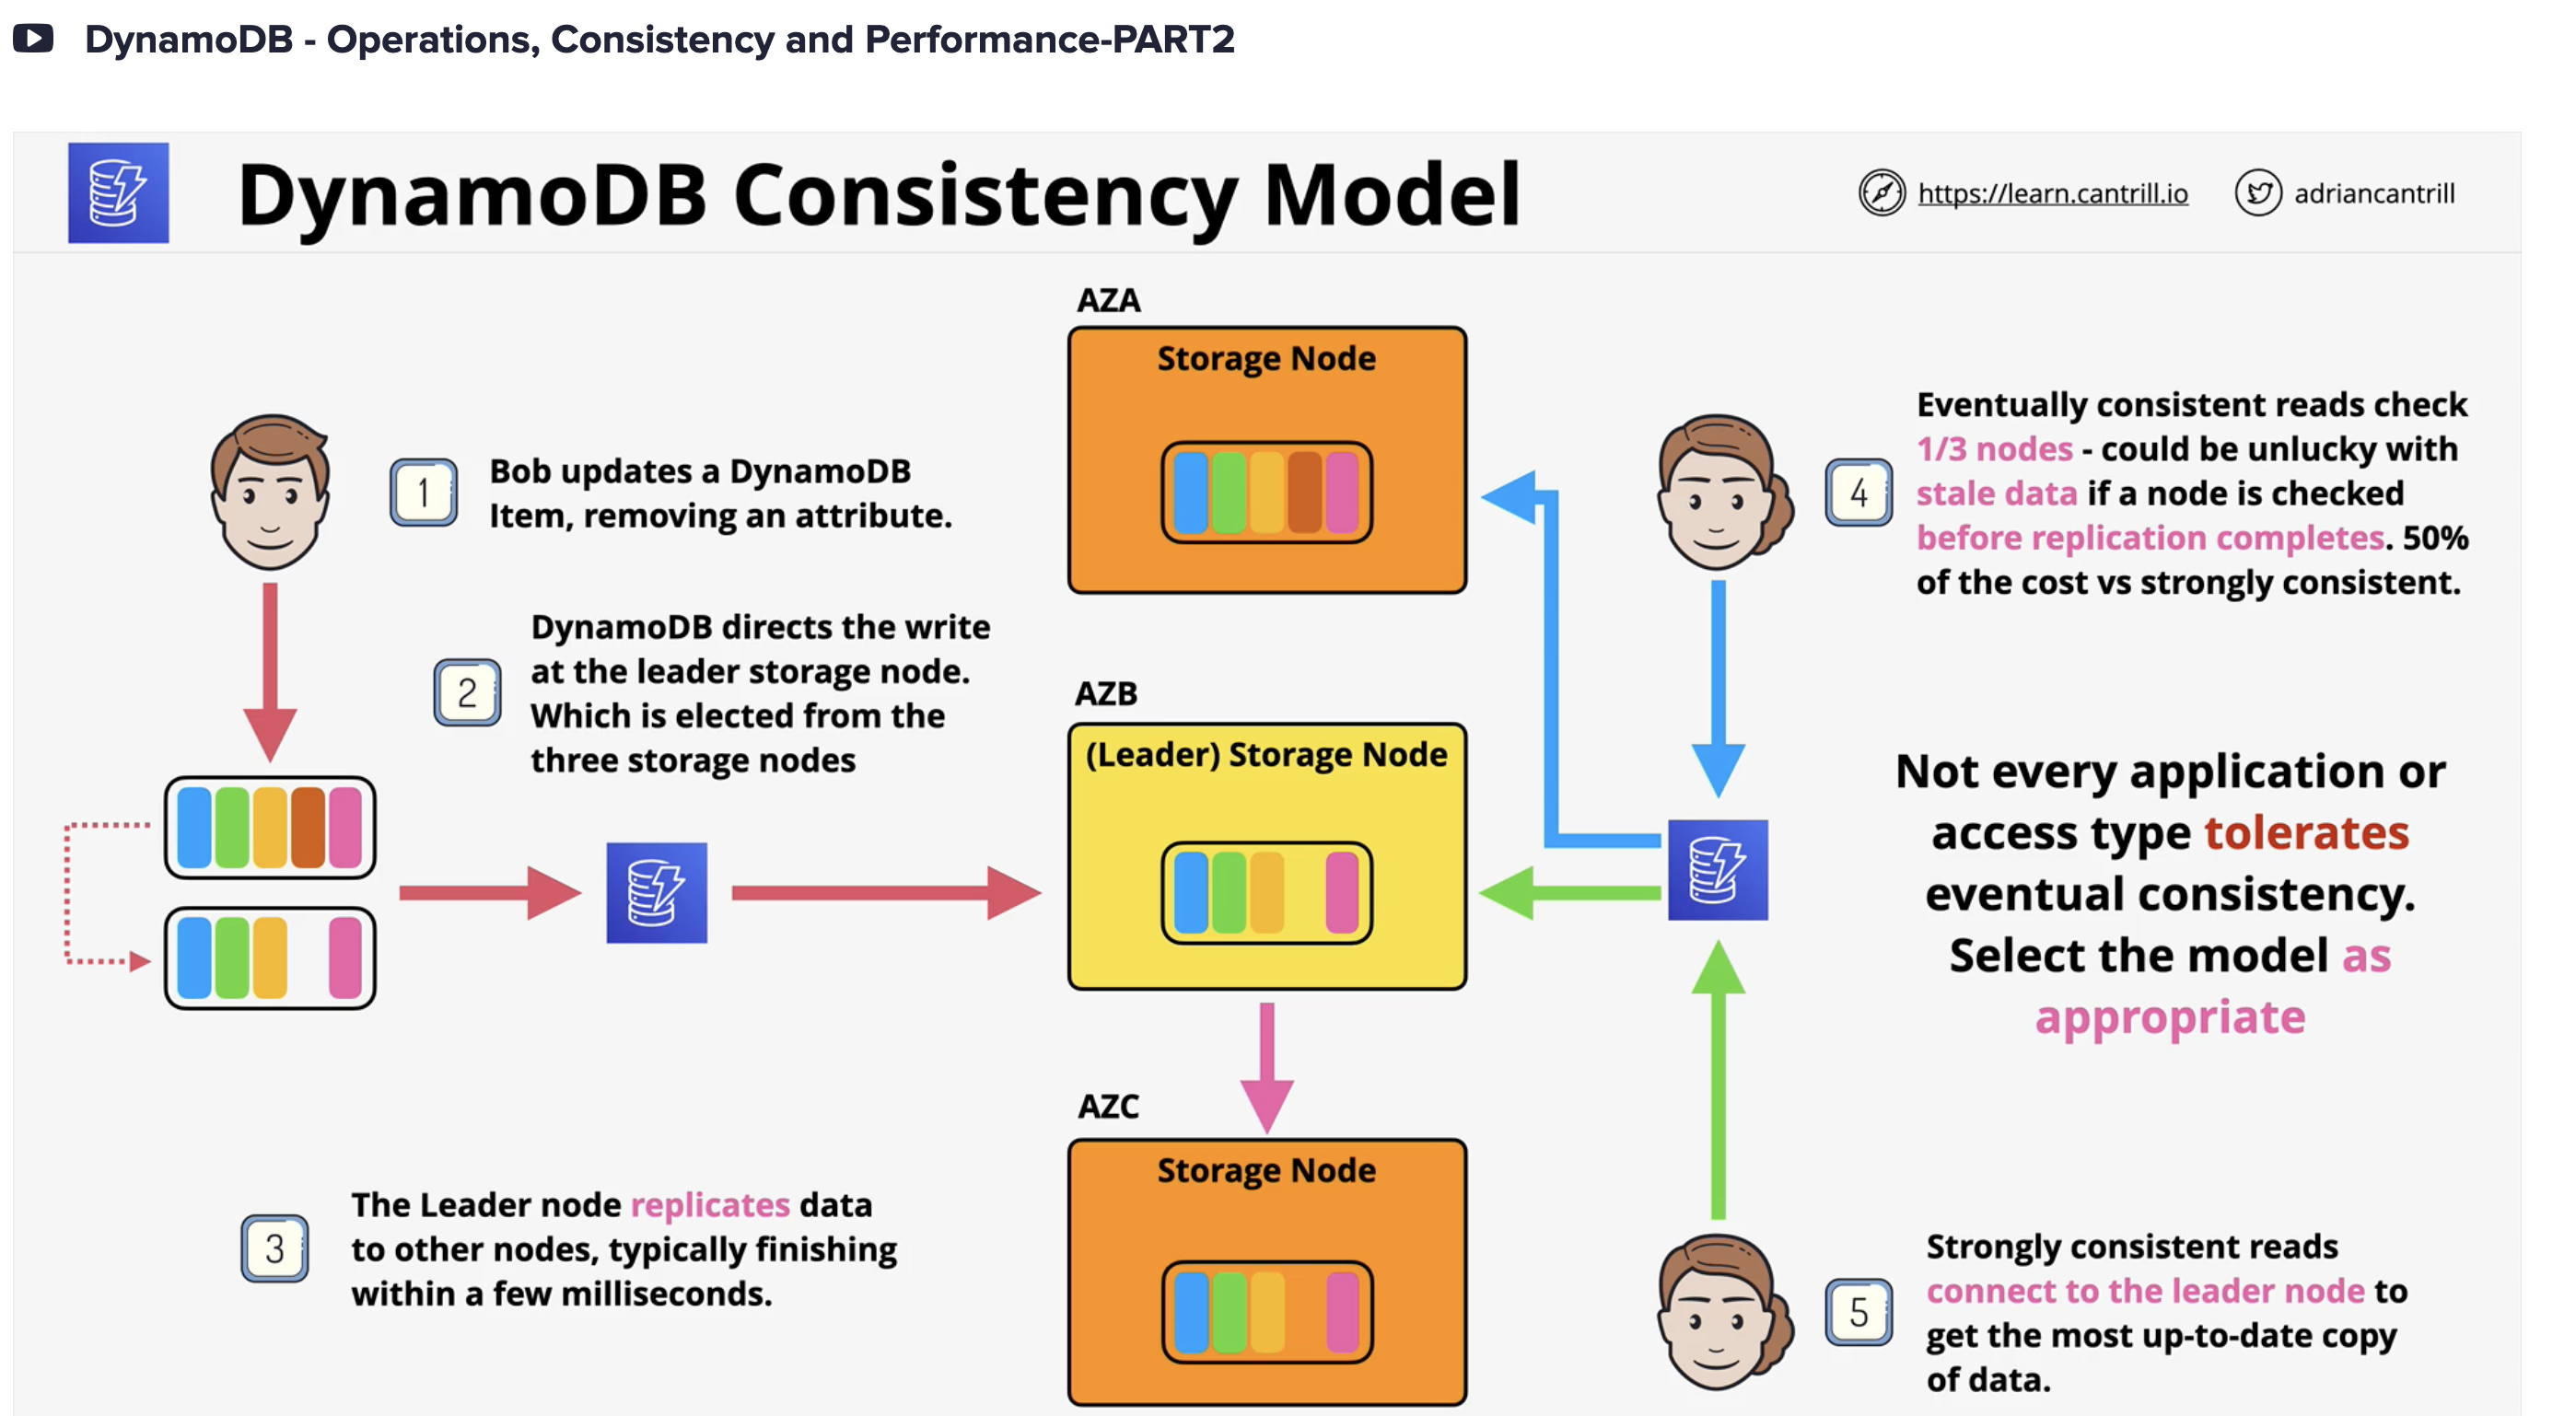 DynamoDB - Operations, Consistency and Performance-PART2
DynamoDB Consistency Model
https://learn.cantrill.io
adriancantrill
1
Bob updates a DynamoDB
Item, removing an attribute.
2
DynamoDB directs the write
at the leader storage node.
Which is elected from the
three storage nodes
3
The Leader node replicates data
to other nodes, typically finishing
within a few milliseconds.
AZA
Storage Node
AZB
(Leader) Storage Node
AZC
Storage Node
4
Eventually consistent reads check
1/3 nodes - could be unlucky with
stale data if a node is checked
before replication completes. 50%
of the cost vs strongly consistent.
Not every application or
access type tolerates
eventual consistency.
Select the model as
appropriate
5
Strongly consistent reads
connect to the leader node to
get the most up-to-date copy
of data.